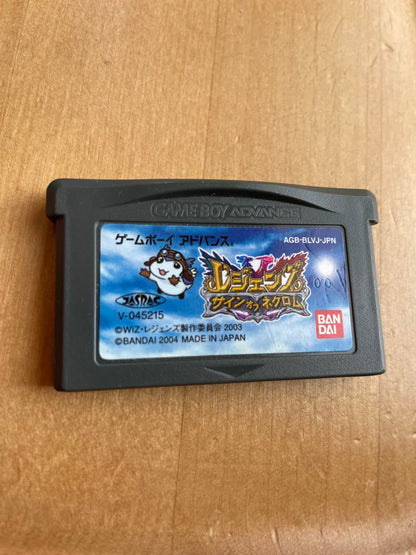 GAME BOY ADVANCE
ゲームボーイ アドバンス®
AGB-BLVJ-JPN
レジェンズ
サイン オブ ネクロム
JASRAC
V-045215
BAN
DAI
©WiZ・レジェンズ製作委員会 2003
©BANDAI 2004 MADE IN JAPAN